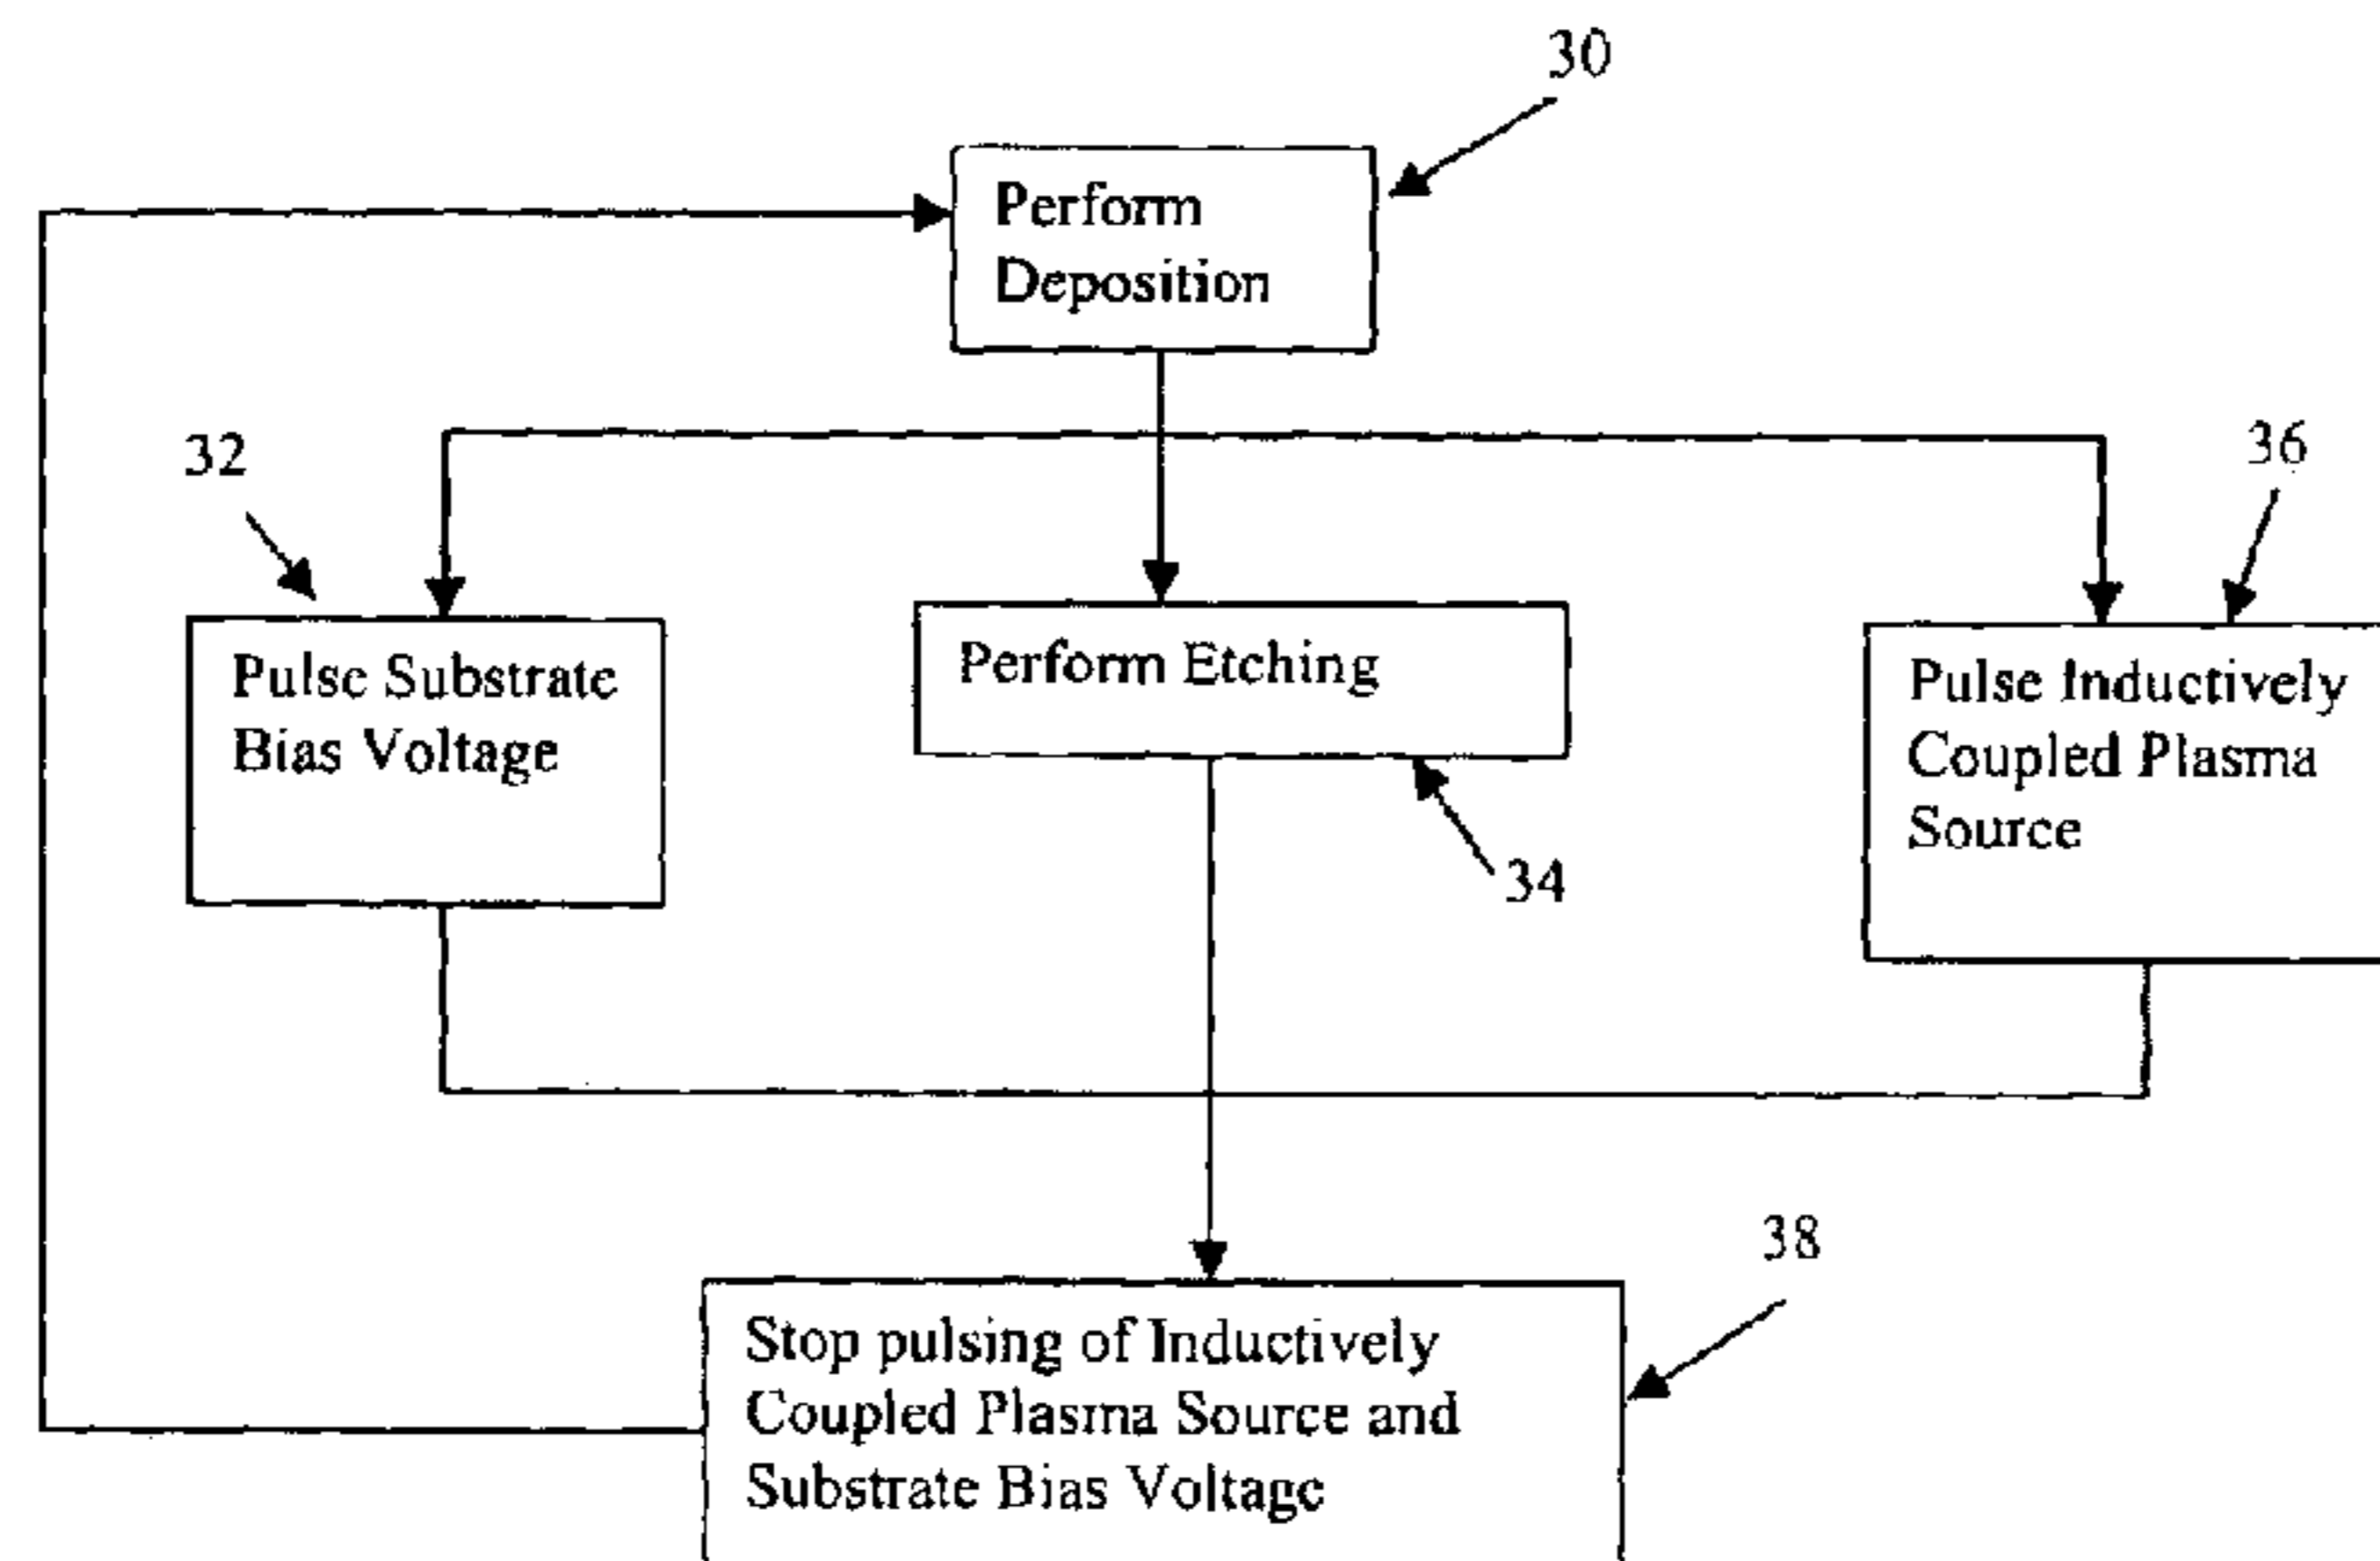 30
Perform
Deposition
32
36
Pulse Substrate
Bias Voltage
Perform Etching
Pulse Inductively
Coupled Plasma
Source
34
38
Stop pulsing of Inductively
Coupled Plasma Source and
Substrate Bias Voltage